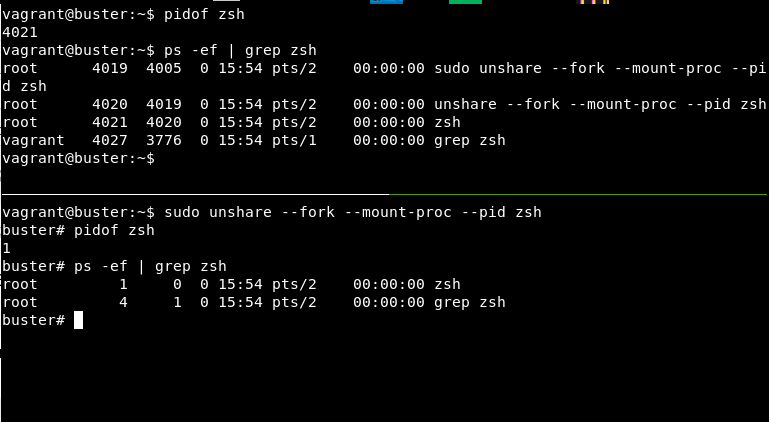 vagrant@buster:~$ pidof zsh
4021
vagrant@buster:~$ ps -ef | grep zsh
root      4019  4005  0 15:54 pts/2    00:00:00 sudo unshare --fork --mount-proc --pi
d zsh
root      4020  4019  0 15:54 pts/2    00:00:00 unshare --fork --mount-proc --pid zsh
root      4021  4020  0 15:54 pts/2    00:00:00 zsh
vagrant   4027  3776  0 15:54 pts/1    00:00:00 grep zsh
vagrant@buster:~$
vagrant@buster:~$ sudo unshare --fork --mount-proc --pid zsh
buster# pidof zsh
1
buster# ps -ef | grep zsh
root         1     0  0 15:54 pts/2    00:00:00 zsh
root         4     1  0 15:54 pts/2    00:00:00 grep zsh
buster#